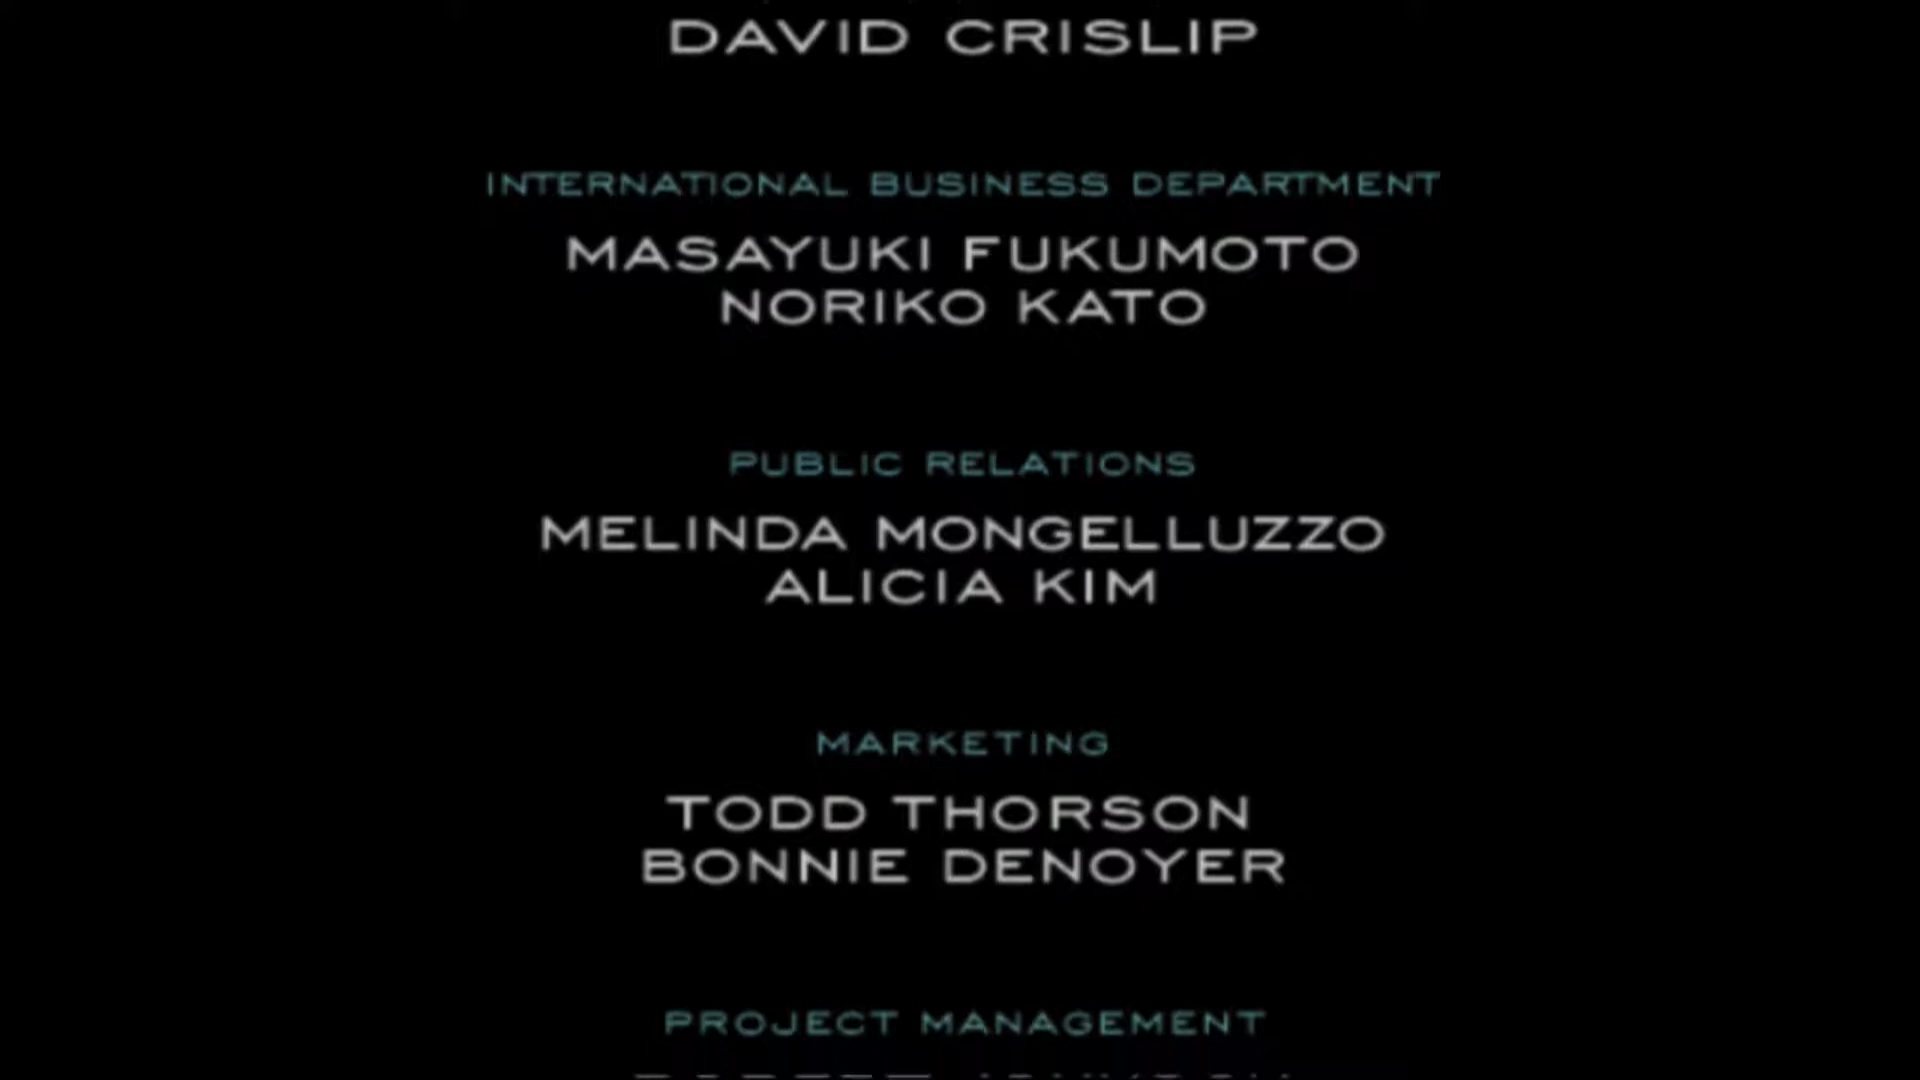 DAVID CRISLIP
INTERNATIONAL BUSINESS DEPARTMENT
MASAYUKI FUKUMOTO
NORIKO KATO
PUBLIC RELATIONS
MELINDA MONGELLUZZO
ALICIA KIM
MARKETING
TODD THORSON
BONNIE DENOYER
PROJECT MANAGEMENT